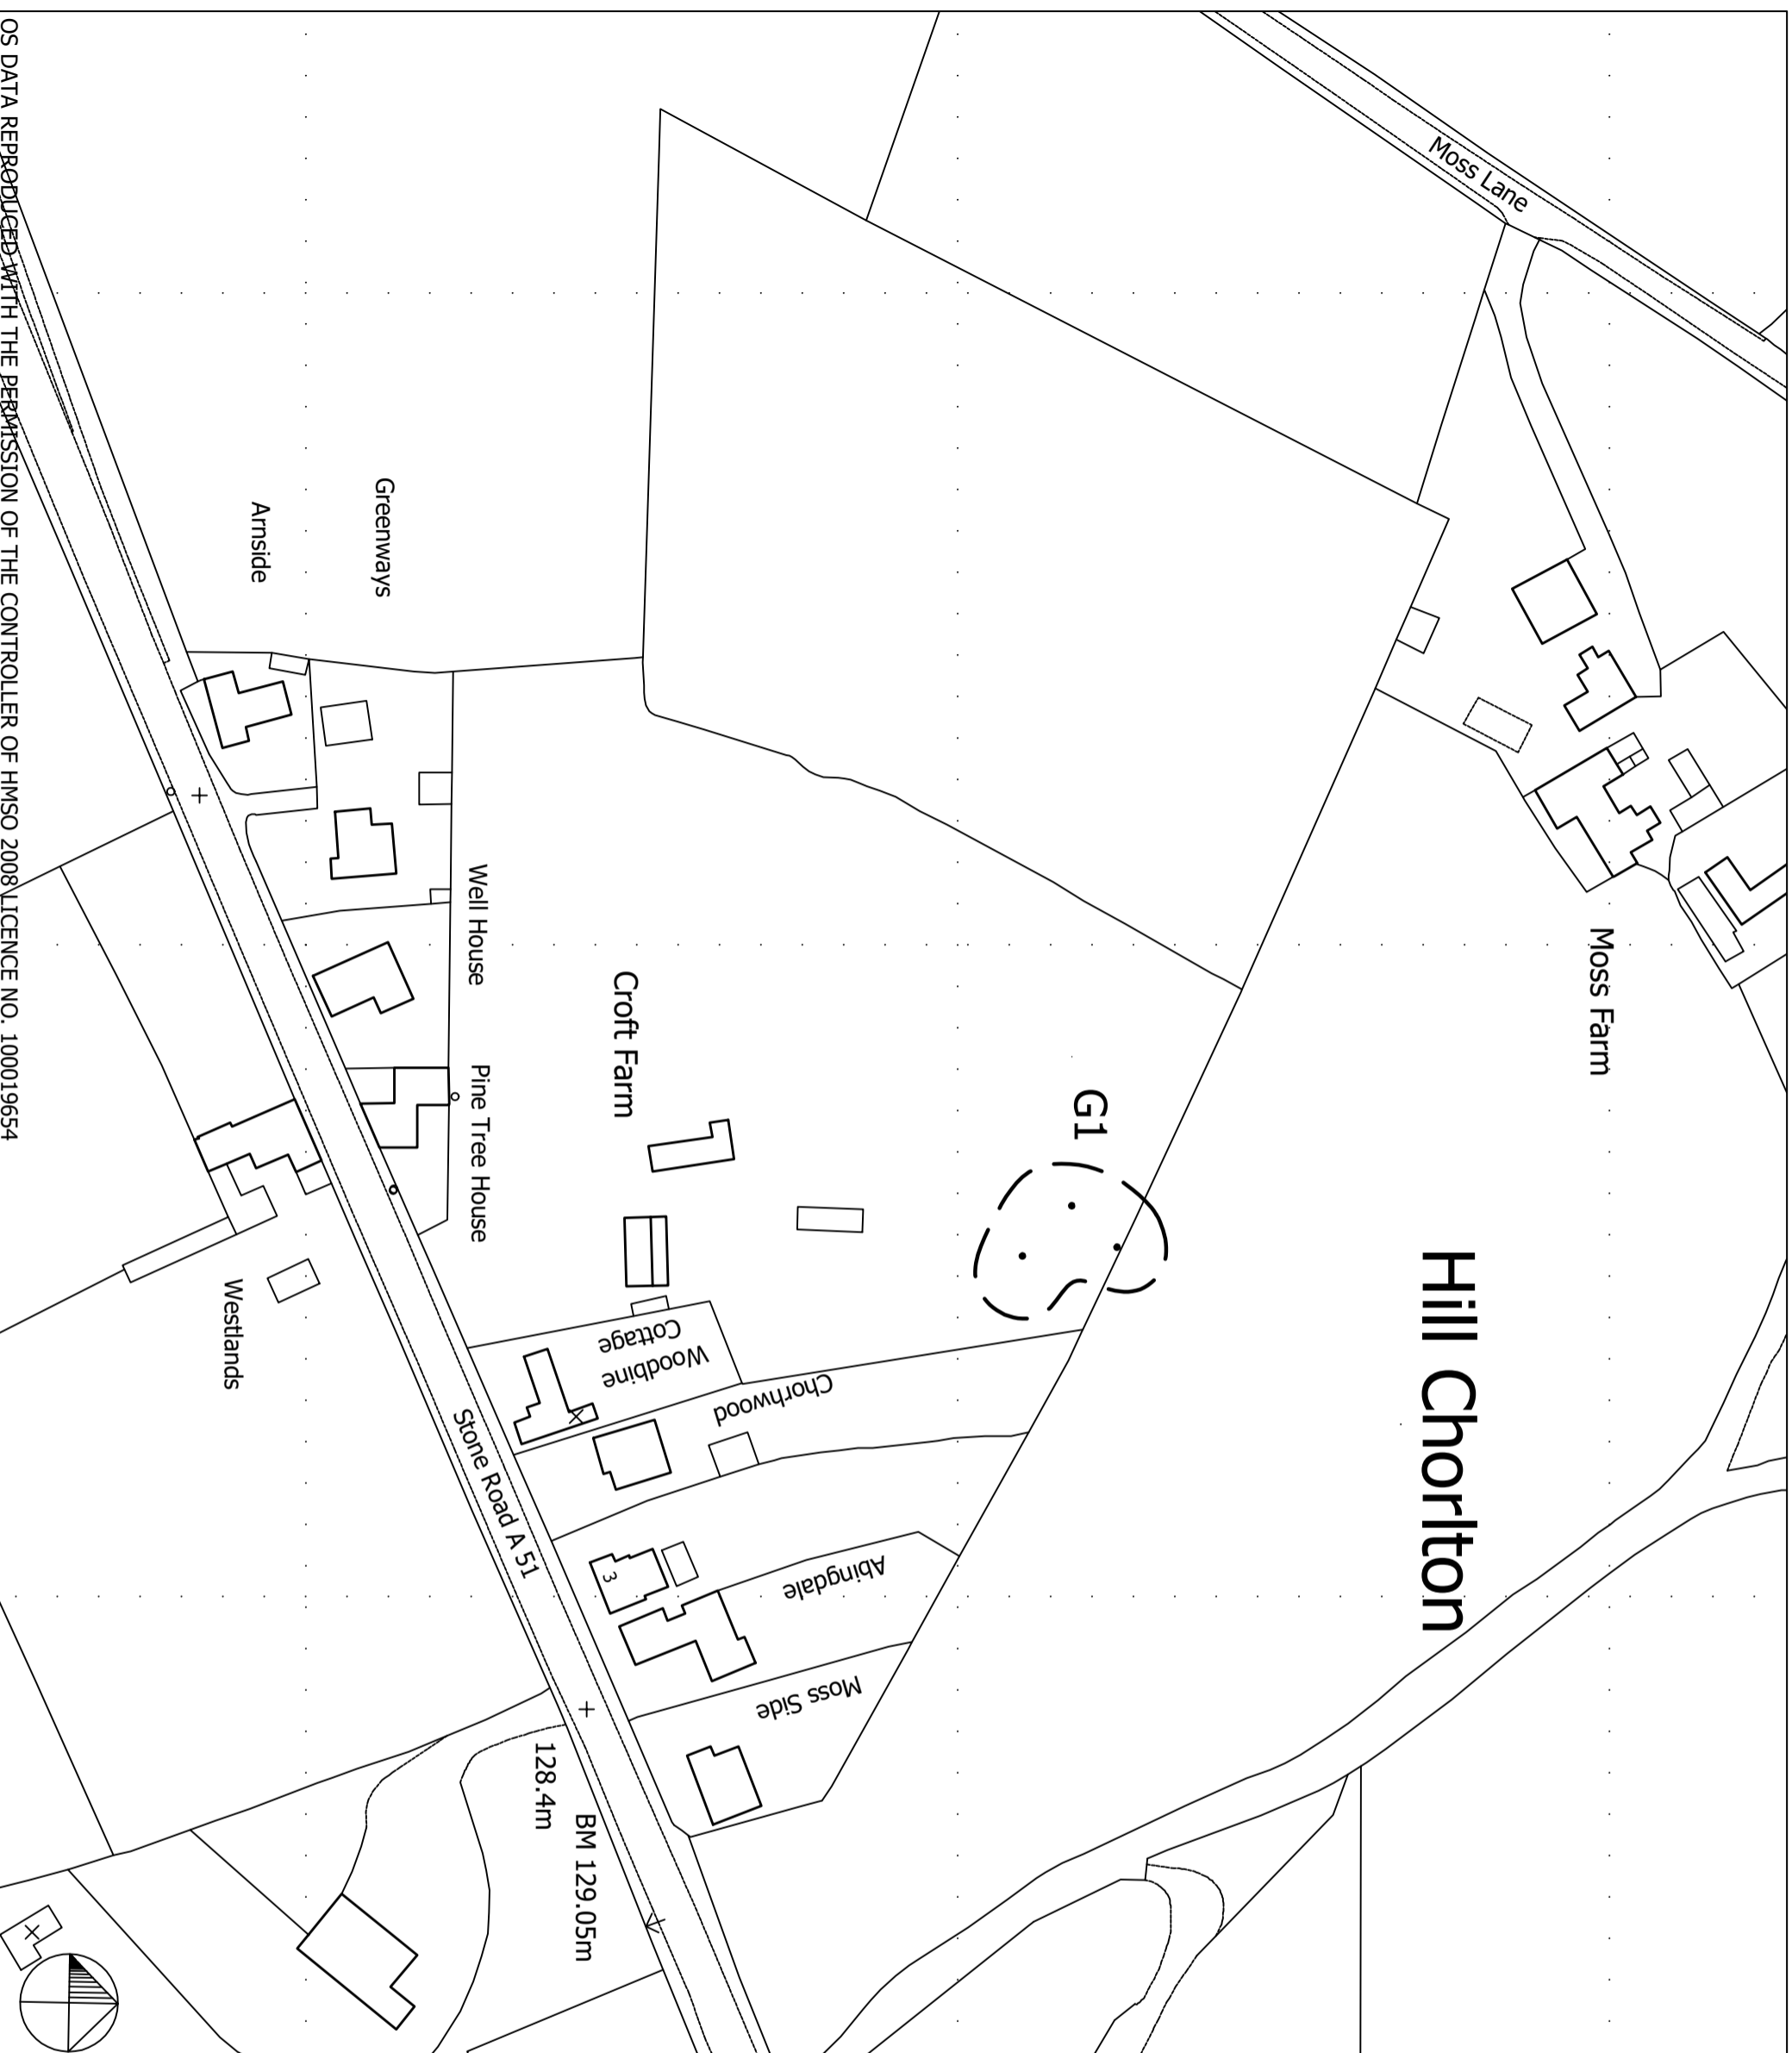 Moss Lane
Moss Farm
Hill Chorlton
G1
Croft Farm
Greenways
Arnside
Well House
Pine Tree House
Woodbine
Cottage
Chorlwood
Westlands
Stone Road A 51
3
Abingdale
Moss Side
128.4m
BM 129.05m
OS DATA REPRODUCED WITH THE PERMISSION OF THE CONTROLLER OF HMSO 2008 LICENCE NO. 100019654